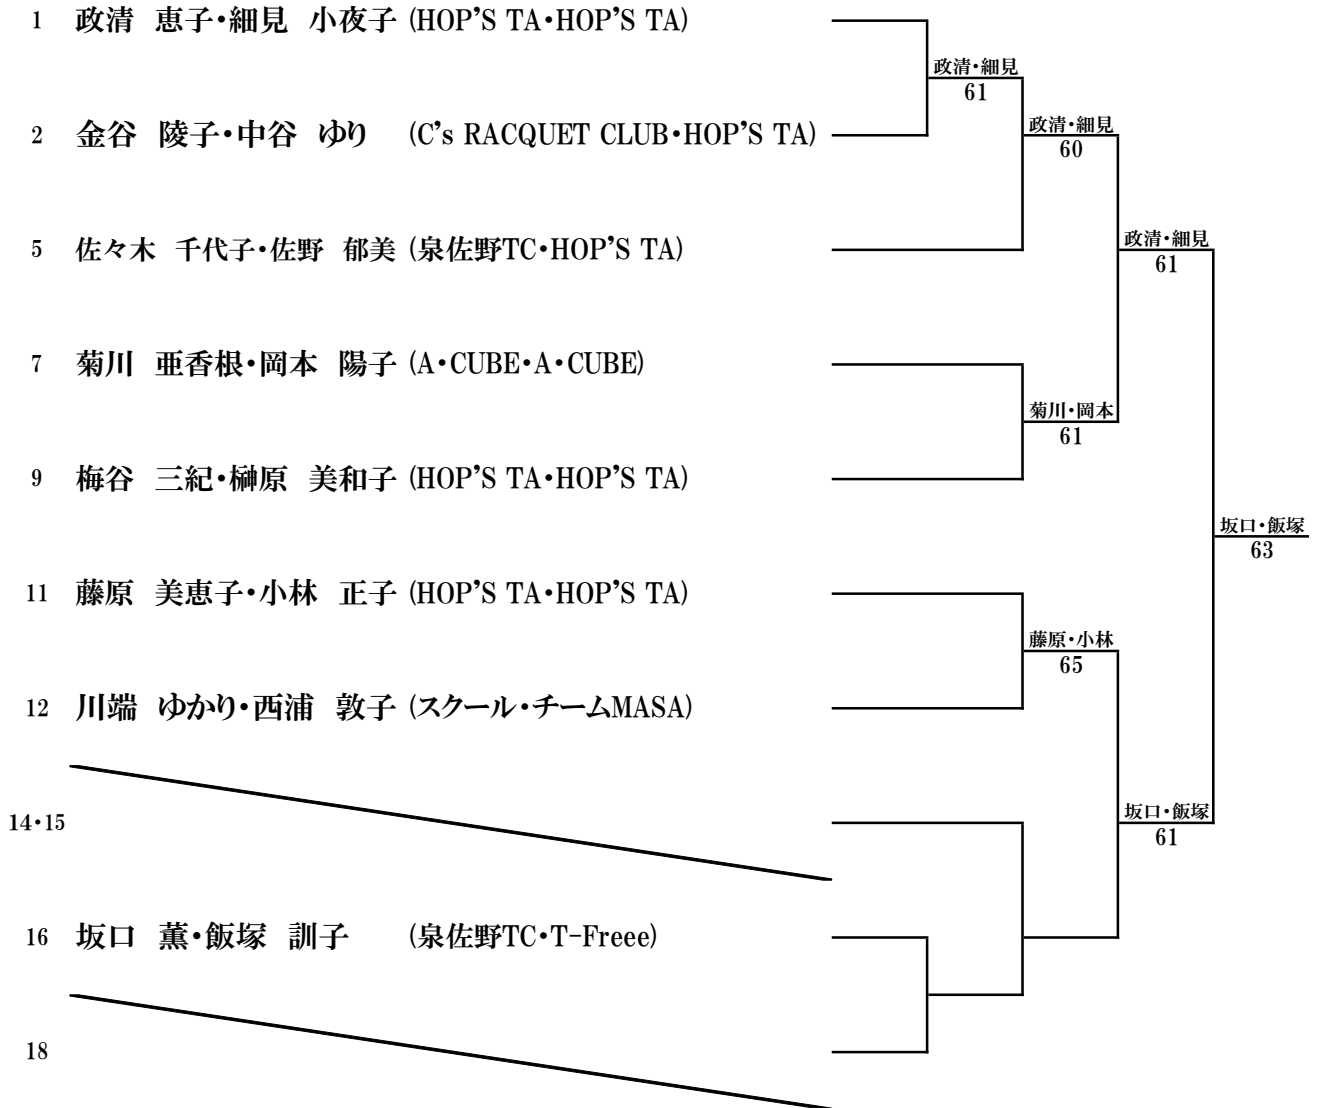 1 政清 恵子・細見 小夜子 (HOP'S TA・HOP'S TA)
政清・細見
61
2 金谷 陵子・中谷 ゆり (C's RACQUET CLUB・HOP'S TA)
政清・細見
60
5 佐々木 千代子・佐野 郁美 (泉佐野TC・HOP'S TA)
政清・細見
61
7 菊川 亜香根・岡本 陽子 (A・CUBE・A・CUBE)
菊川・岡本
61
9 梅谷 三紀・榊原 美和子 (HOP'S TA・HOP'S TA)
坂口・飯塚
63
11 藤原 美恵子・小林 正子 (HOP'S TA・HOP'S TA)
藤原・小林
65
12 川端 ゆかり・西浦 敦子 (スクール・チームMASA)
14・15
坂口・飯塚
61
16 坂口 薫・飯塚 訓子 (泉佐野TC・T-Freee)
18